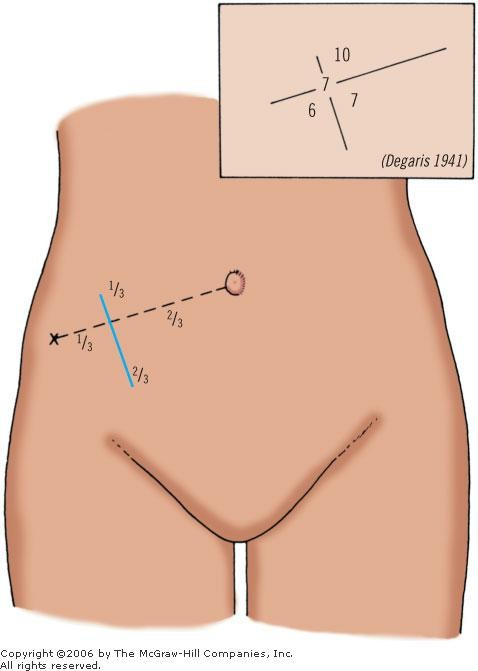 10
7
6
7
(Degaris 1941)
1/3
2/3
1/3
x
2/3
Copyright ©2006 by The McGraw-Hill Companies, Inc.
All rights reserved.